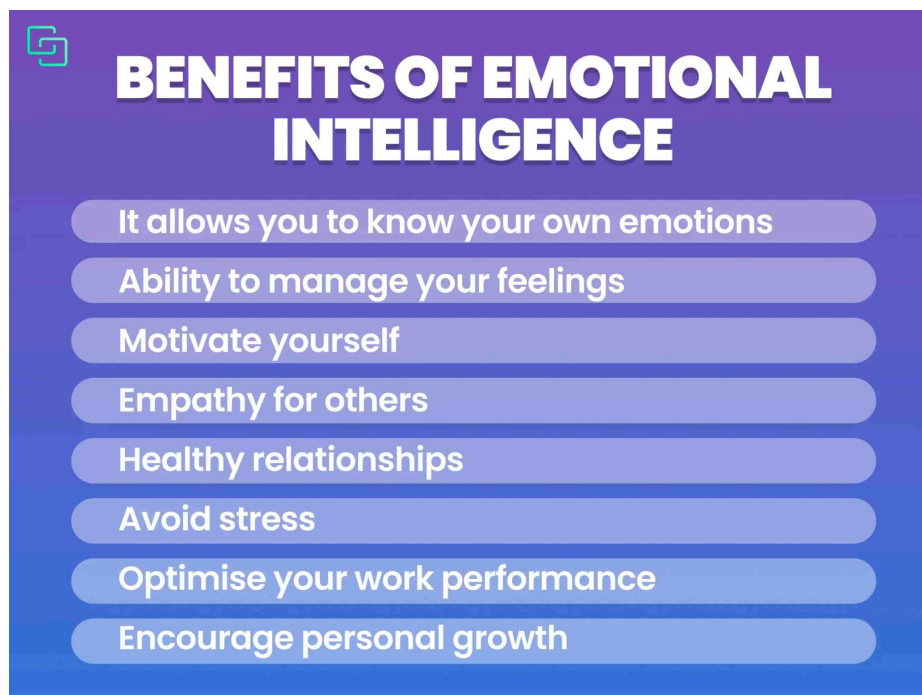 BENEFITS OF EMOTIONAL
INTELLIGENCE
It allows you to know your own emotions
Ability to manage your feelings
Motivate yourself
Empathy for others
Healthy relationships
Avoid stress
Optimise your work performance
Encourage personal growth